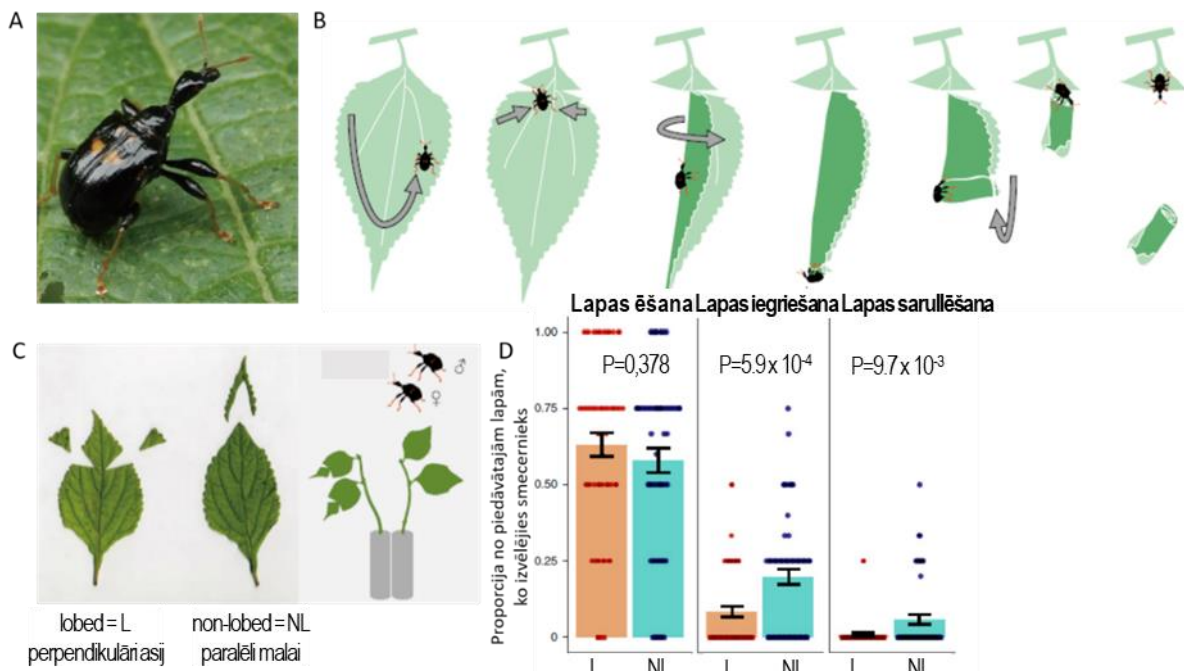 A
B
Lapas ēšana
Lapas iegriešana
Lapas sarullēšana
C
D
P=0,378
P=5.9 x 10⁻⁴
P=9.7 x 10⁻³
Proporcija no piedāvātajām lapām,
ko izvēlējies smecernieks
1.00
0.75
0.50
0.25
0
♂
♀
lobed = L
perpendikulāri asij
non-lobed = NL
paralēli malai
L
NL
L
NL
L
NL